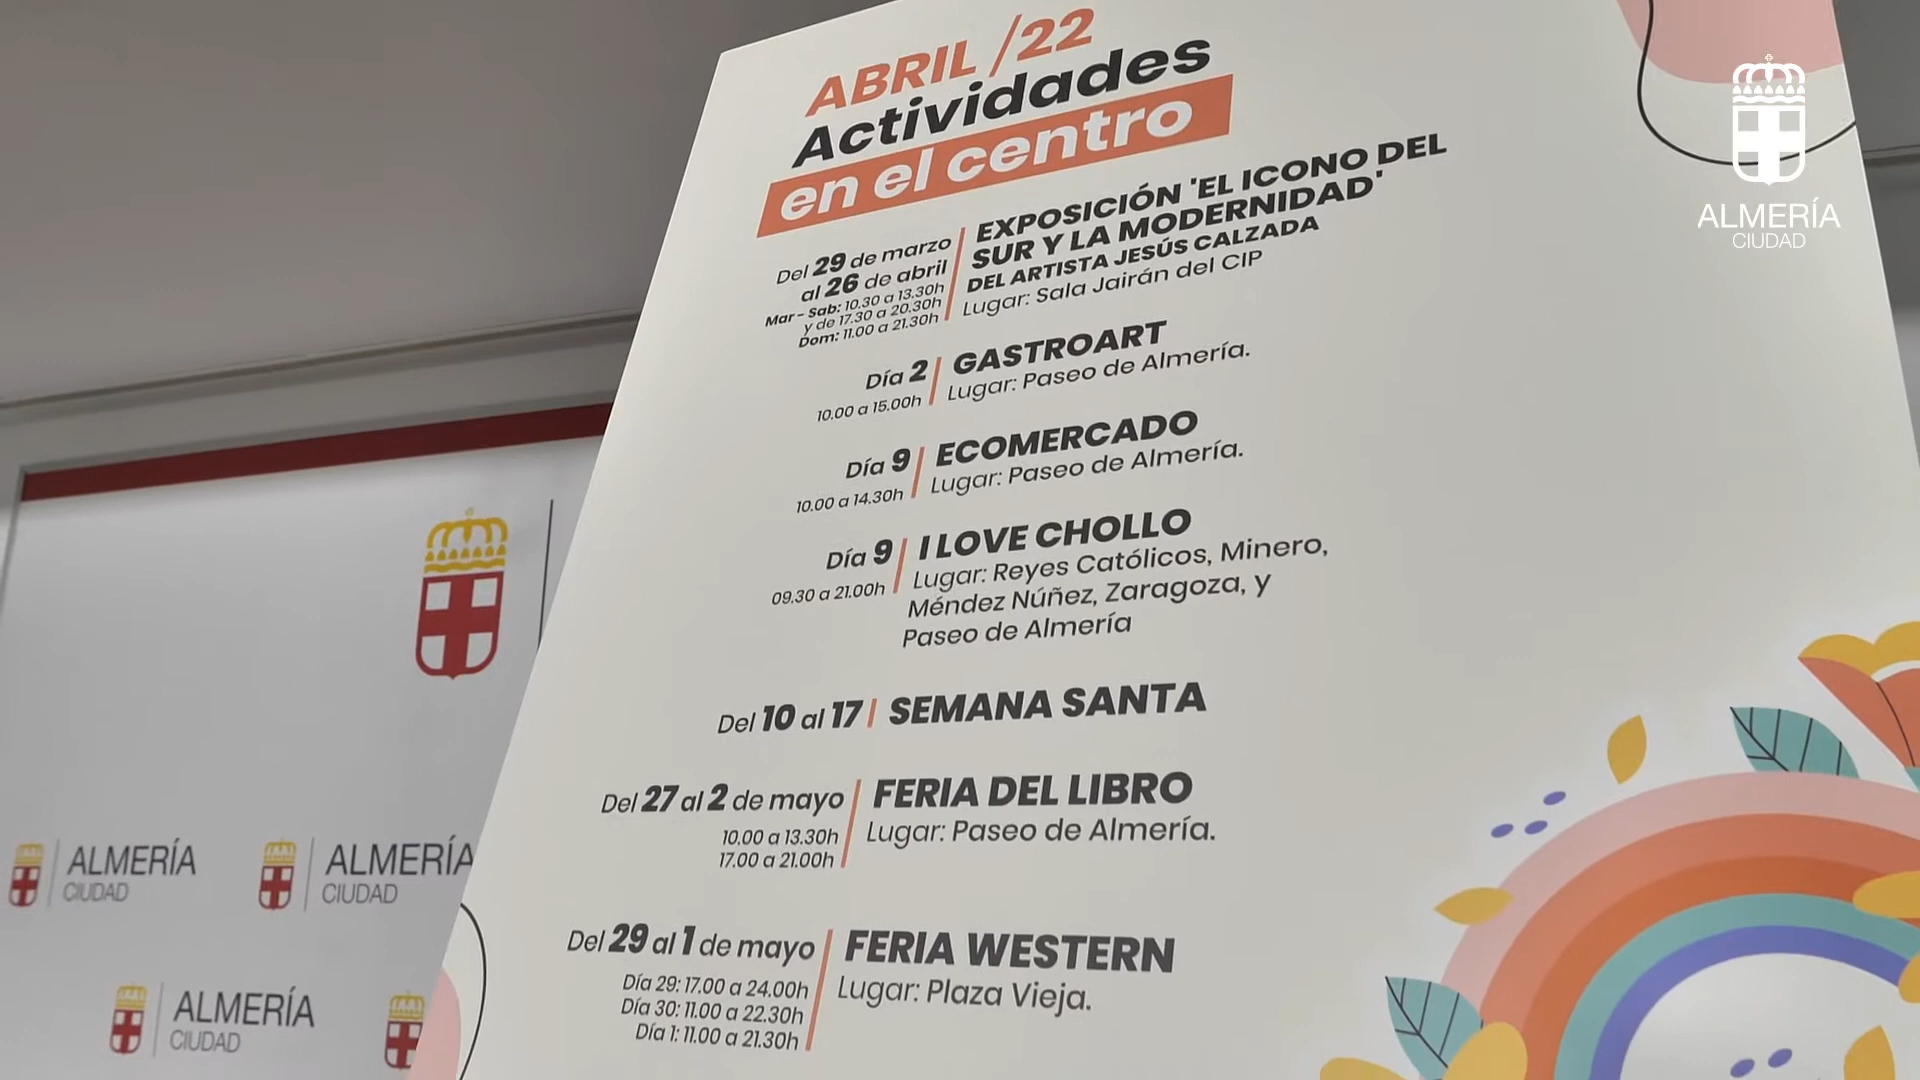 ABRIL /22
Actividades
en el centro
Del 29 de marzo
al 26 de abril
Mar - Sab: 10.30 a 13.30h
y de 17.30 a 20.30h
Dom: 11.00 a 21.30h
EXPOSICIÓN 'EL ICONO DEL
SUR Y LA MODERNIDAD'
DEL ARTISTA JESÚS CALZADA
Lugar: Sala Jairán del CIP
Día 2
10.00 a 15.00h
GASTROART
Lugar: Paseo de Almería.
Día 9
10.00 a 14.30h
ECOMERCADO
Lugar: Paseo de Almería.
Día 9
09.30 a 21.00h
I LOVE CHOLLO
Lugar: Reyes Católicos, Minero,
Méndez Núñez, Zaragoza, y
Paseo de Almería
Del 10 al 17
SEMANA SANTA
Del 27 al 2 de mayo
10.00 a 13.30h
17.00 a 21.00h
FERIA DEL LIBRO
Lugar: Paseo de Almería.
Del 29 al 1 de mayo
Día 29: 17.00 a 24.00h
Día 30: 11.00 a 22.30h
Día 1: 11.00 a 21.30h
FERIA WESTERN
Lugar: Plaza Vieja.
ALMERÍA
CIUDAD
ALMERÍA
CIUDAD
ALMERÍA
CIUDAD
ALMERÍA
CIUDAD